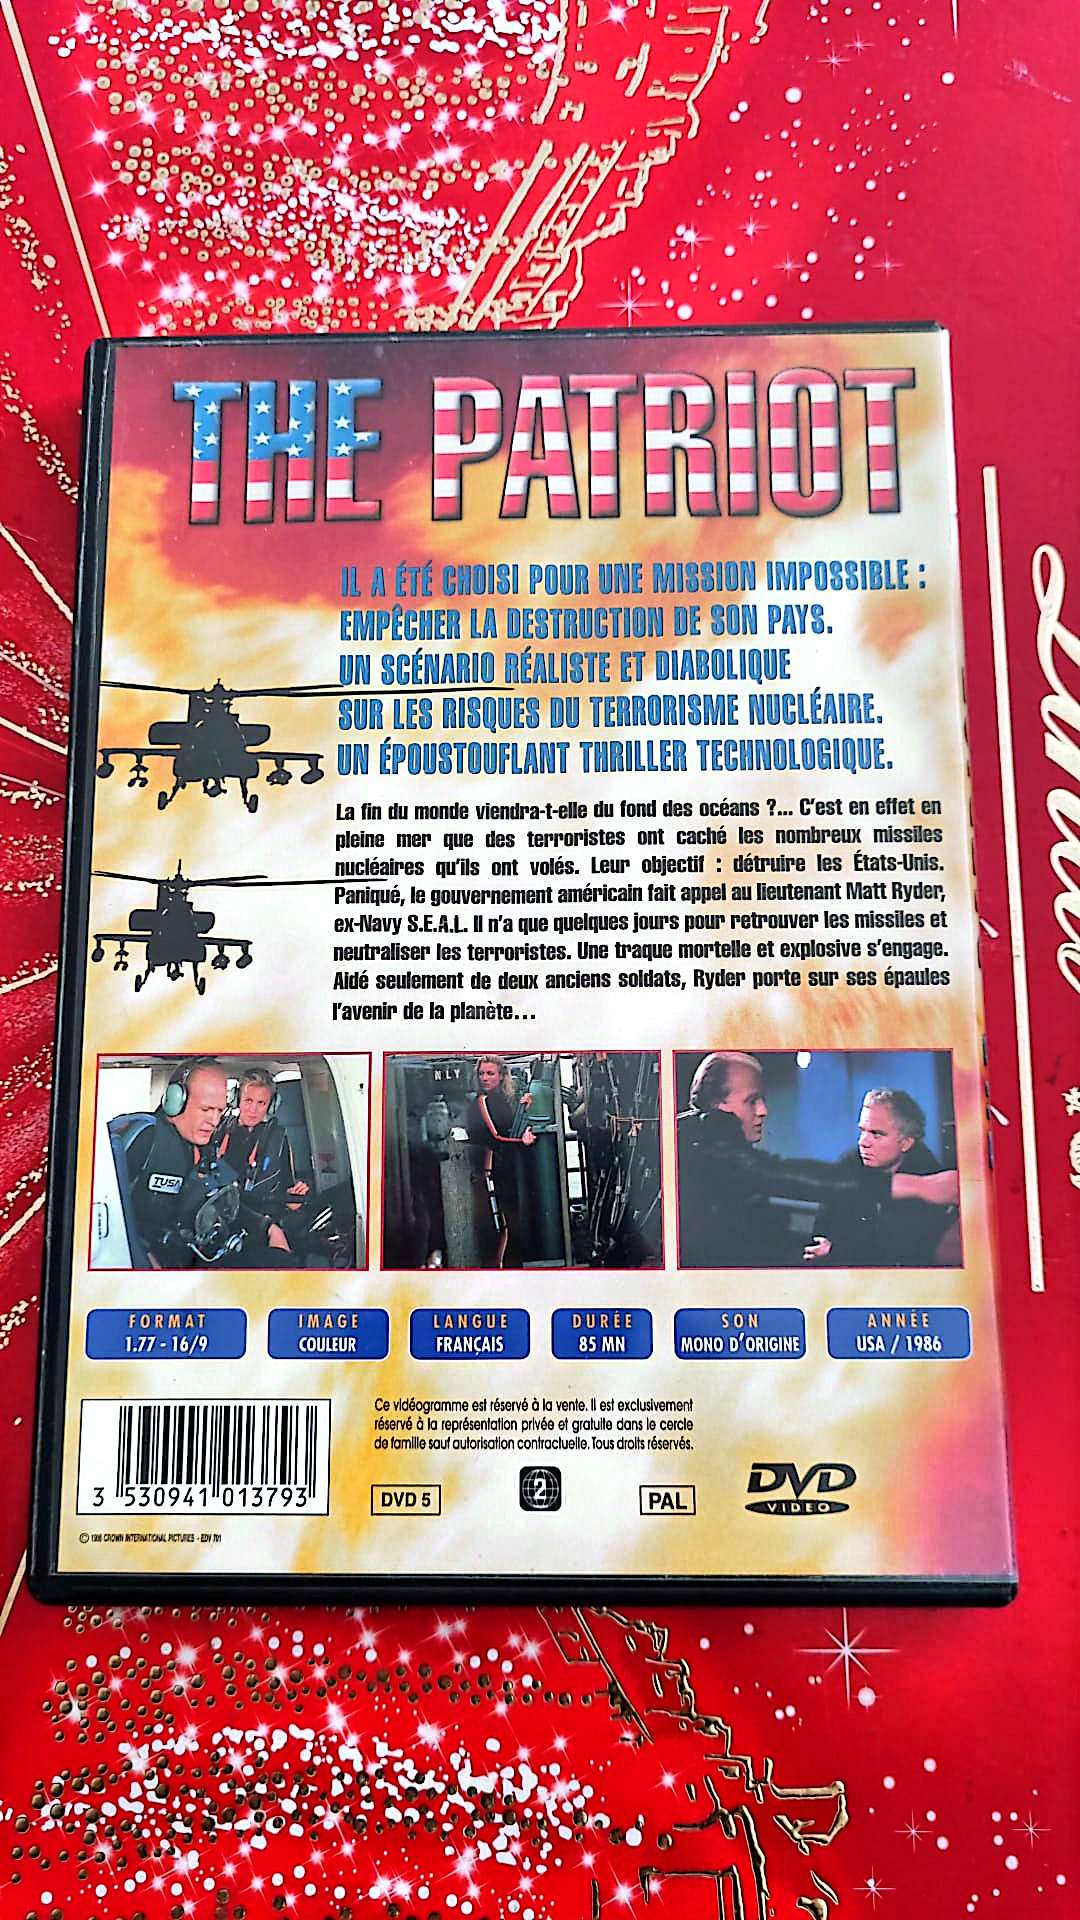 THE PATRIOT
IL A ÉTÉ CHOISI POUR UNE MISSION IMPOSSIBLE :
EMPÊCHER LA DESTRUCTION DE SON PAYS.
UN SCÉNARIO RÉALISTE ET DIABOLIQUE
SUR LES RISQUES DU TERRORISME NUCLÉAIRE.
UN ÉPOUSTOUFLANT THRILLER TECHNOLOGIQUE.
La fin du monde viendra-t-elle du fond des océans ?... C'est en effet en
pleine mer que des terroristes ont caché les nombreux missiles
nucléaires qu'ils ont volés. Leur objectif : détruire les États-Unis.
Paniqué, le gouvernement américain fait appel au lieutenant Matt Ryder,
ex-Navy S.E.A.L. Il n'a que quelques jours pour retrouver les missiles et
neutraliser les terroristes. Une traque mortelle et explosive s'engage.
Aidé seulement de deux anciens soldats, Ryder porte sur ses épaules
l'avenir de la planète...
NLY
TUSA
FORMAT
1.77 - 16/9
IMAGE
COULEUR
LANGUE
FRANÇAIS
DURÉE
85 MN
SON
MONO D'ORIGINE
ANNÉE
USA / 1986
Ce vidéogramme est réservé à la vente. Il est exclusivement
réservé à la représentation privée et gratuite dans le cercle
de famille sauf autorisation contractuelle. Tous droits réservés.
3 530941 013793
DVD 5
2
PAL
DVD
VIDEO
© 1986 CROWN INTERNATIONAL PICTURES - EDV 701